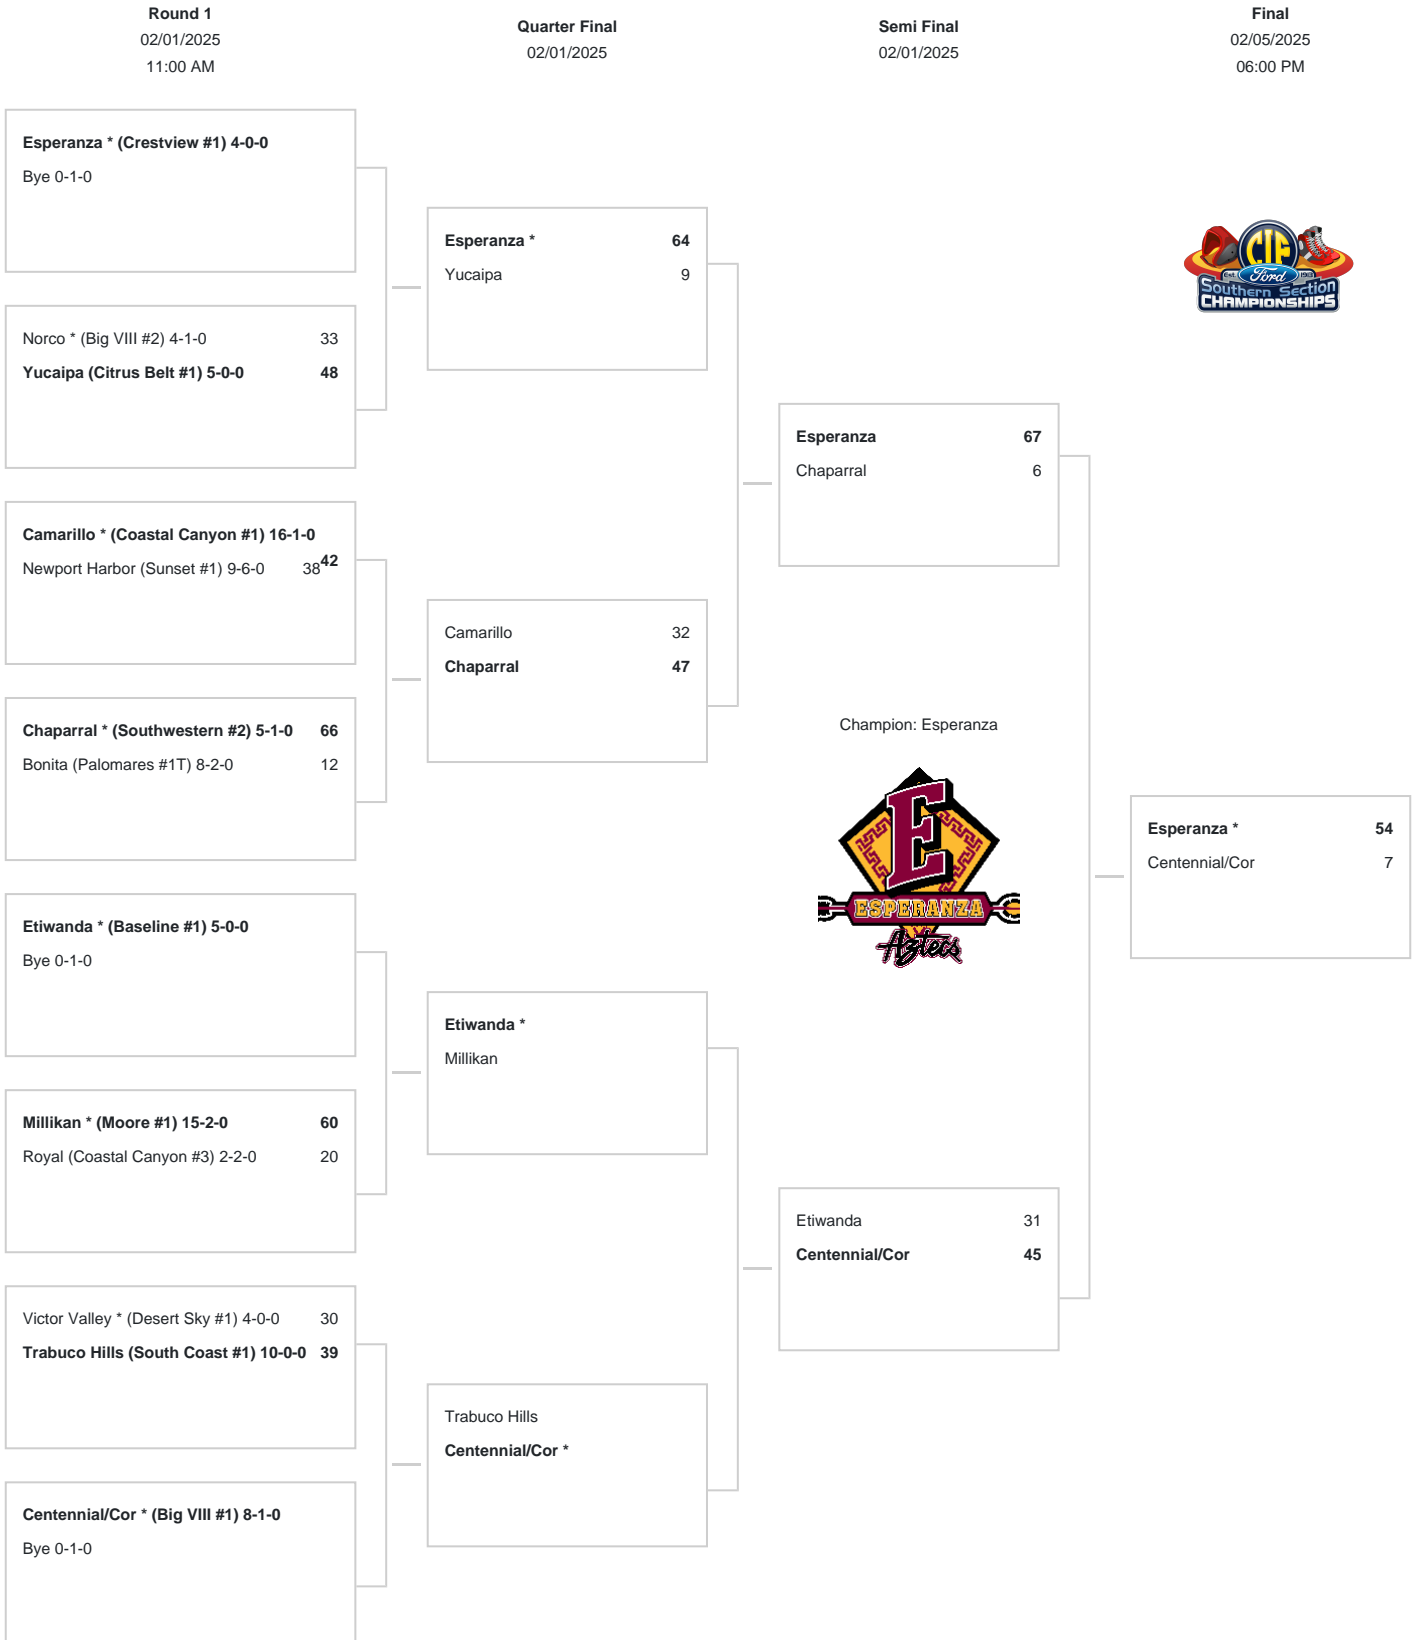 Round 1
02/01/2025
11:00 AM
Quarter Final
02/01/2025
Semi Final
02/01/2025
Final
02/05/2025
06:00 PM
Esperanza * (Crestview #1) 4-0-0
Bye 0-1-0
Norco * (Big VIII #2) 4-1-0 33
Yucaipa (Citrus Belt #1) 5-0-0 48
Camarillo * (Coastal Canyon #1) 16-1-0 42
Newport Harbor (Sunset #1) 9-6-0 38
Chaparral * (Southwestern #2) 5-1-0 66
Bonita (Palomares #1T) 8-2-0 12
Etiwanda * (Baseline #1) 5-0-0
Bye 0-1-0
Millikan * (Moore #1) 15-2-0 60
Royal (Coastal Canyon #3) 2-2-0 20
Victor Valley * (Desert Sky #1) 4-0-0 30
Trabuco Hills (South Coast #1) 10-0-0 39
Centennial/Cor * (Big VIII #1) 8-1-0
Bye 0-1-0
Esperanza * 64
Yucaipa 9
Camarillo 32
Chaparral 47
Etiwanda *
Millikan
Trabuco Hills
Centennial/Cor *
Esperanza 67
Chaparral 6
Champion: Esperanza
E
ESPERANZA
Aztecs
Etiwanda 31
Centennial/Cor 45
CIF
Est. Ford 1913
Southern Section
CHAMPIONSHIPS
Esperanza * 54
Centennial/Cor 7